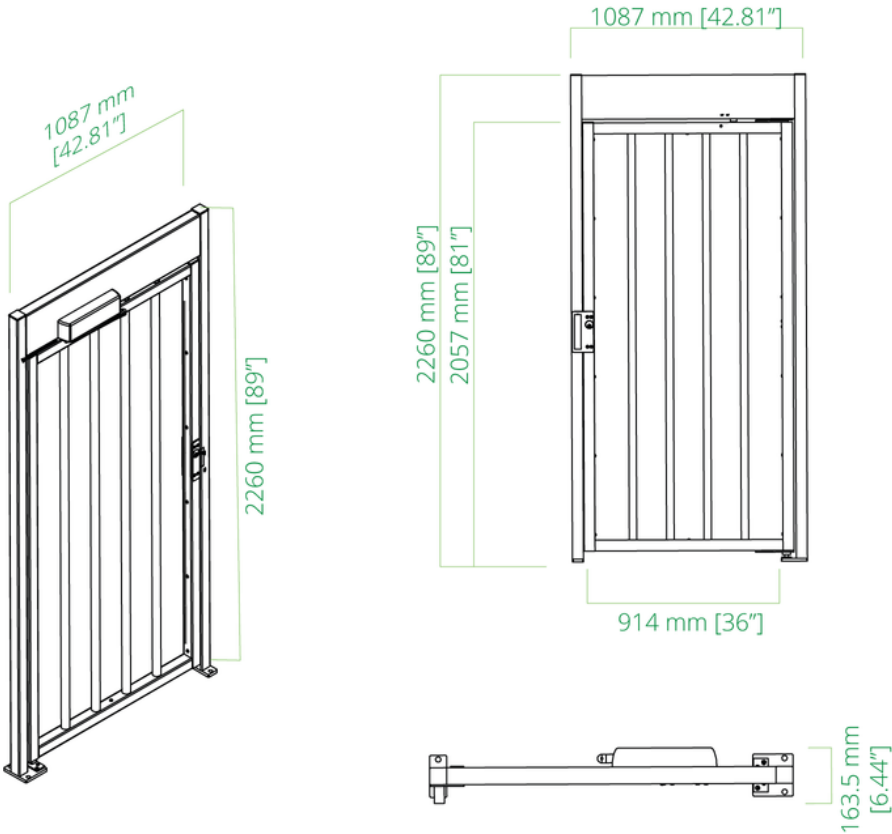 1087 mm [42.81”]
1087 mm
[42.81”]
2260 mm [89”]
2260 mm [89”]
2057 mm [81”]
914 mm [36”]
163.5 mm
[6.44”]